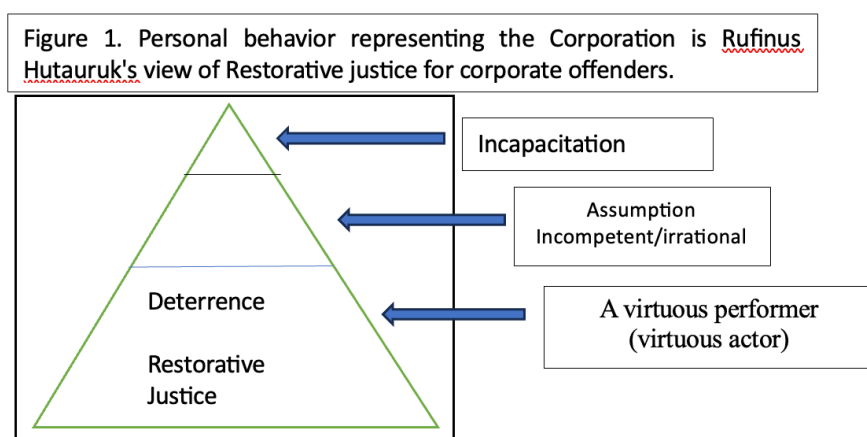 Figure 1. Personal behavior representing the Corporation is Rufinus
Hutauruk's view of Restorative justice for corporate offenders.
Incapacitation
Assumption
Incompetent/irrational
Deterrence
A virtuous performer
(virtuous actor)
Restorative
Justice